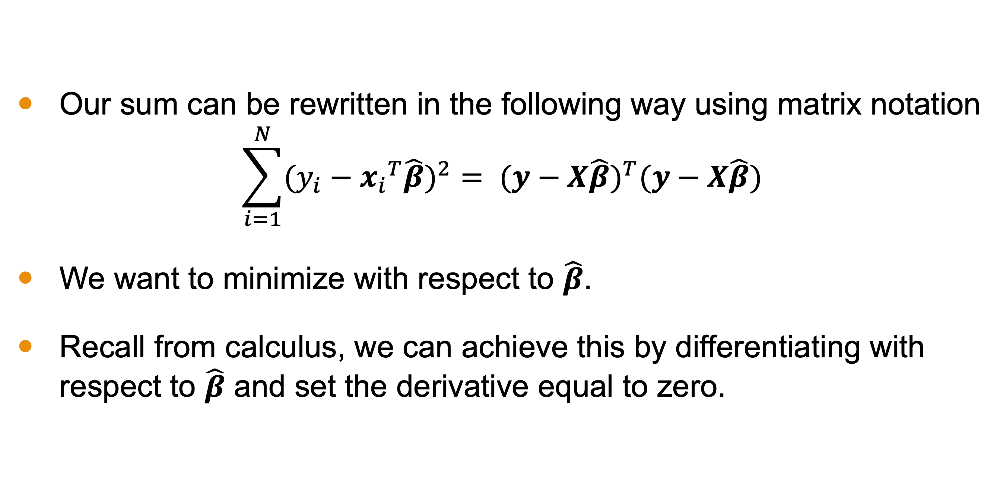 • Our sum can be rewritten in the following way using matrix notation
$\sum_{i=1}^{N} (y_i - \boldsymbol{x}_i{}^T \widehat{\boldsymbol{\beta}})^2 = (\boldsymbol{y} - \boldsymbol{X}\widehat{\boldsymbol{\beta}})^T (\boldsymbol{y} - \boldsymbol{X}\widehat{\boldsymbol{\beta}})$
• We want to minimize with respect to $\widehat{\boldsymbol{\beta}}$.
• Recall from calculus, we can achieve this by differentiating with
respect to $\widehat{\boldsymbol{\beta}}$ and set the derivative equal to zero.